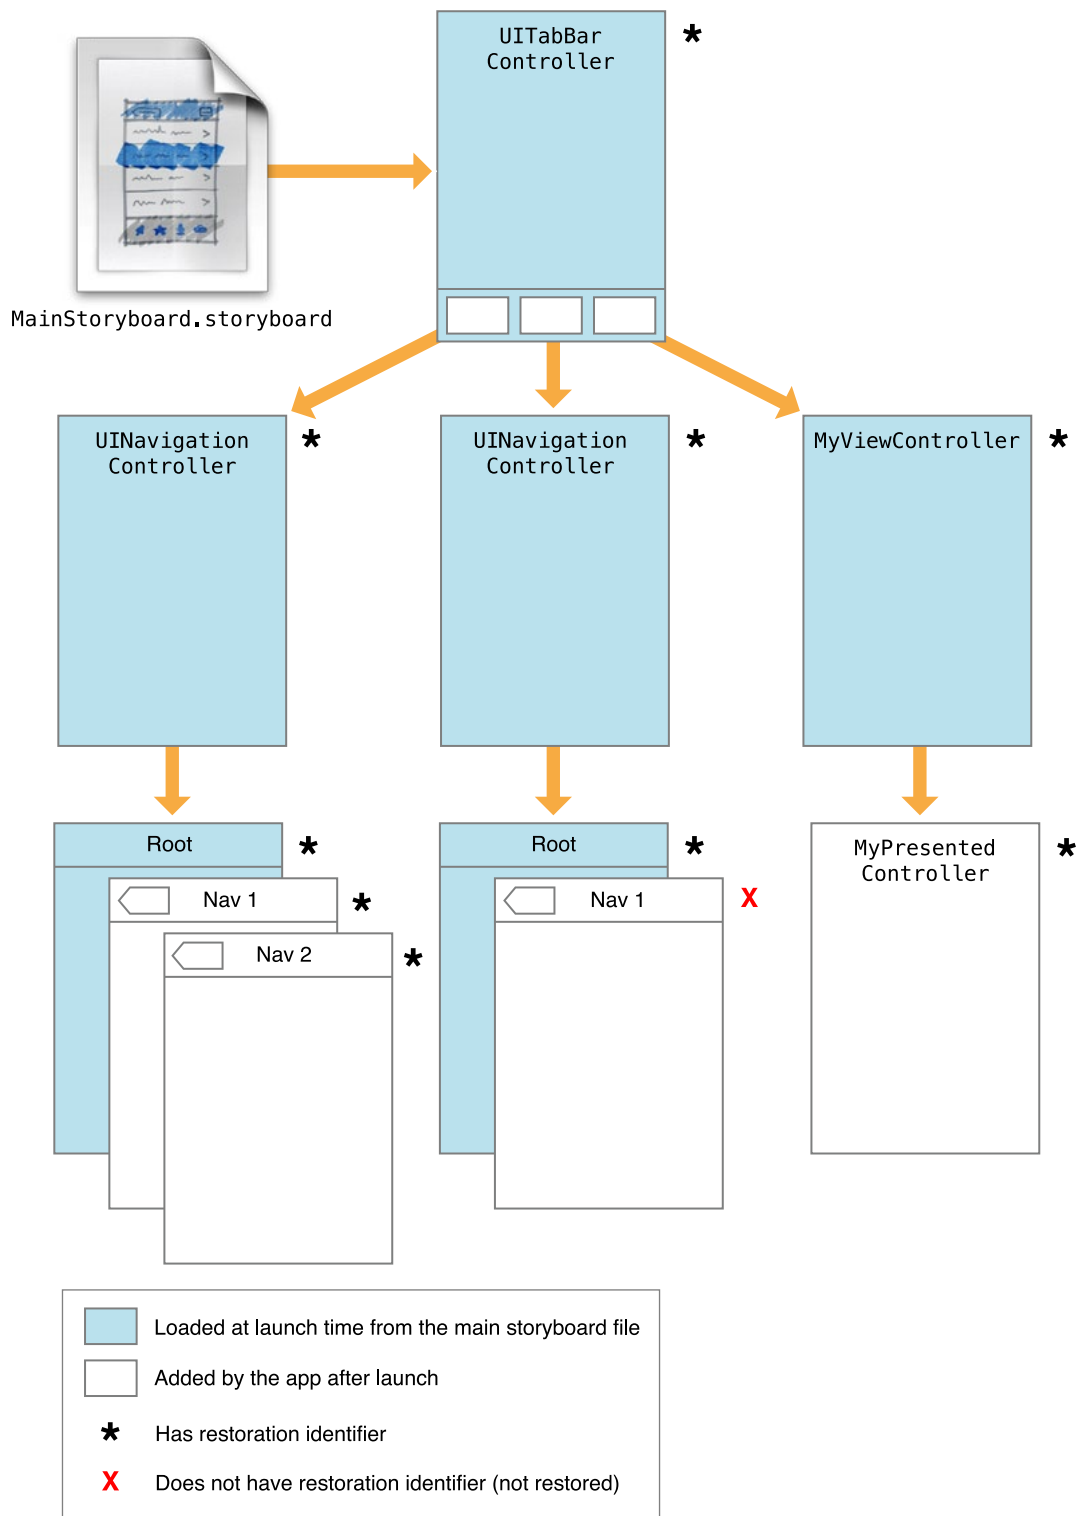 UITabBar
Controller
*
MainStoryboard.storyboard
UINavigation
Controller
*
UINavigation
Controller
*
MyViewController
*
Root
*
Nav 1
*
Nav 2
*
Root
*
Nav 1
X
MyPresented
Controller
*
Loaded at launch time from the main storyboard file
Added by the app after launch
* Has restoration identifier
X Does not have restoration identifier (not restored)